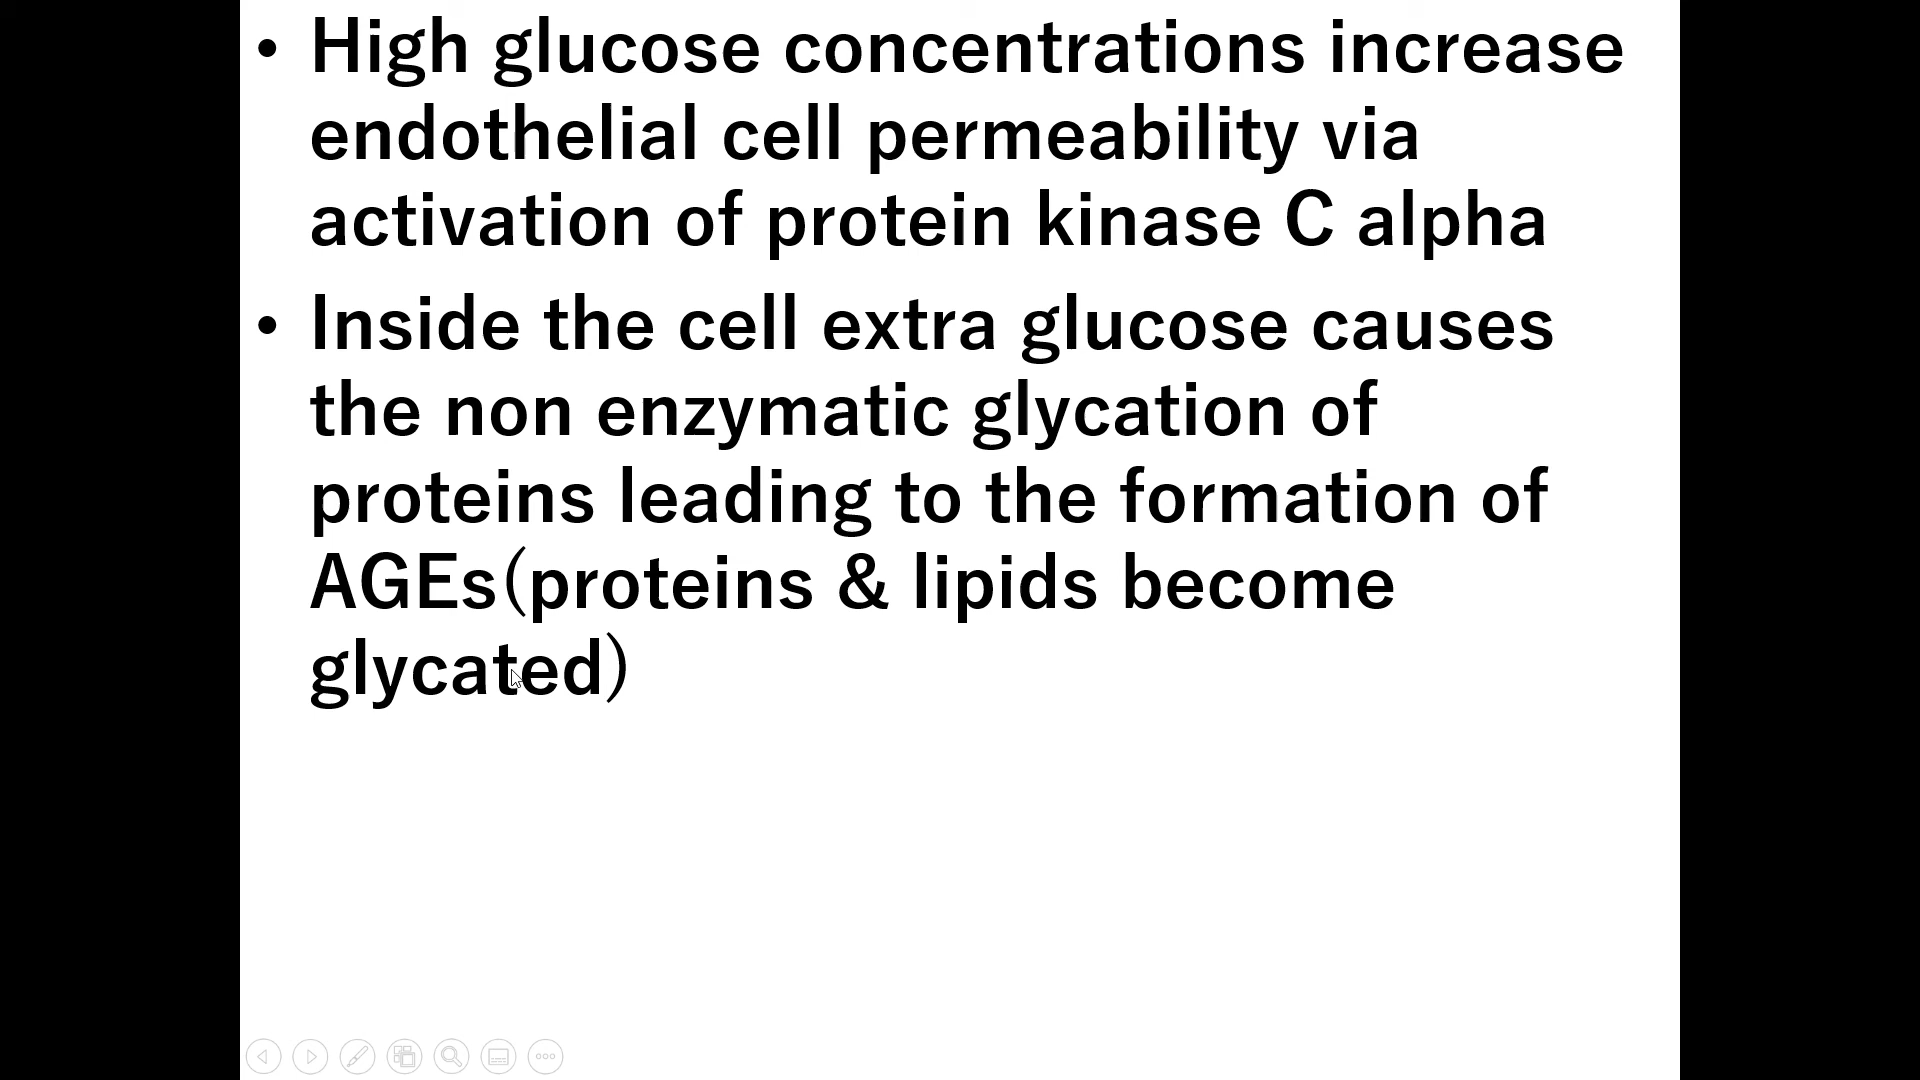 • High glucose concentrations increase
endothelial cell permeability via
activation of protein kinase C alpha
• Inside the cell extra glucose causes
the non enzymatic glycation of
proteins leading to the formation of
AGEs(proteins & lipids become
glycated)